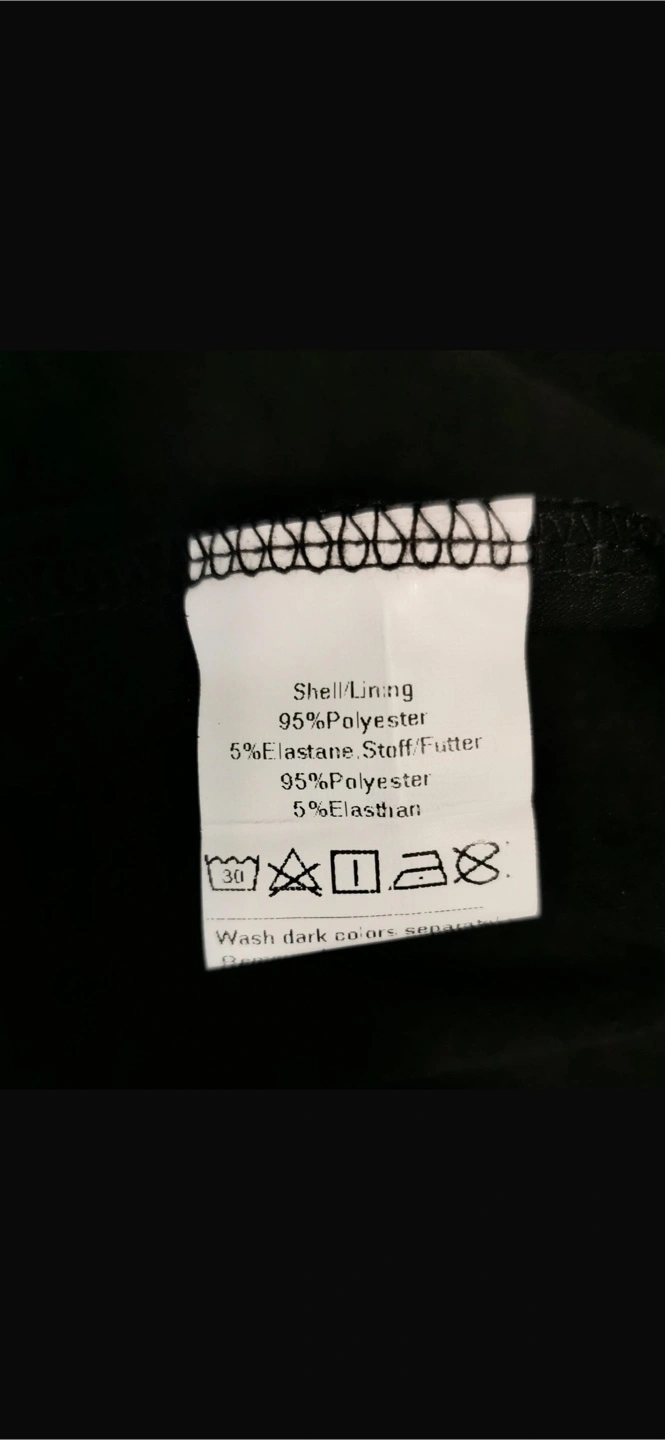 Shell/Lining
95%Polyester
5%Elastane,Stoff/Futter
95%Polyester
5%Elasthan
30
Wash dark colors